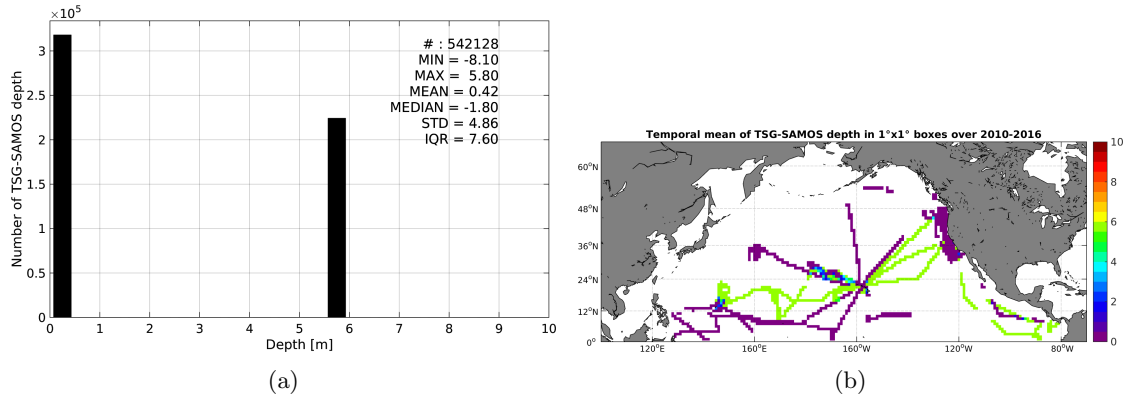 ×10⁵
Number of TSG-SAMOS depth
3
2.5
2
1.5
1
0.5
0
# : 542128
MIN = -8.10
MAX = 5.80
MEAN = 0.42
MEDIAN = -1.80
STD = 4.86
IQR = 7.60
0 1 2 3 4 5 6 7 8 9 10
Depth [m]
(a)
Temporal mean of TSG-SAMOS depth in 1°x1° boxes over 2010-2016
60°N
48°N
36°N
24°N
12°N
0°
120°E 160°E 160°W 120°W 80°W
10
8
6
4
2
0
(b)